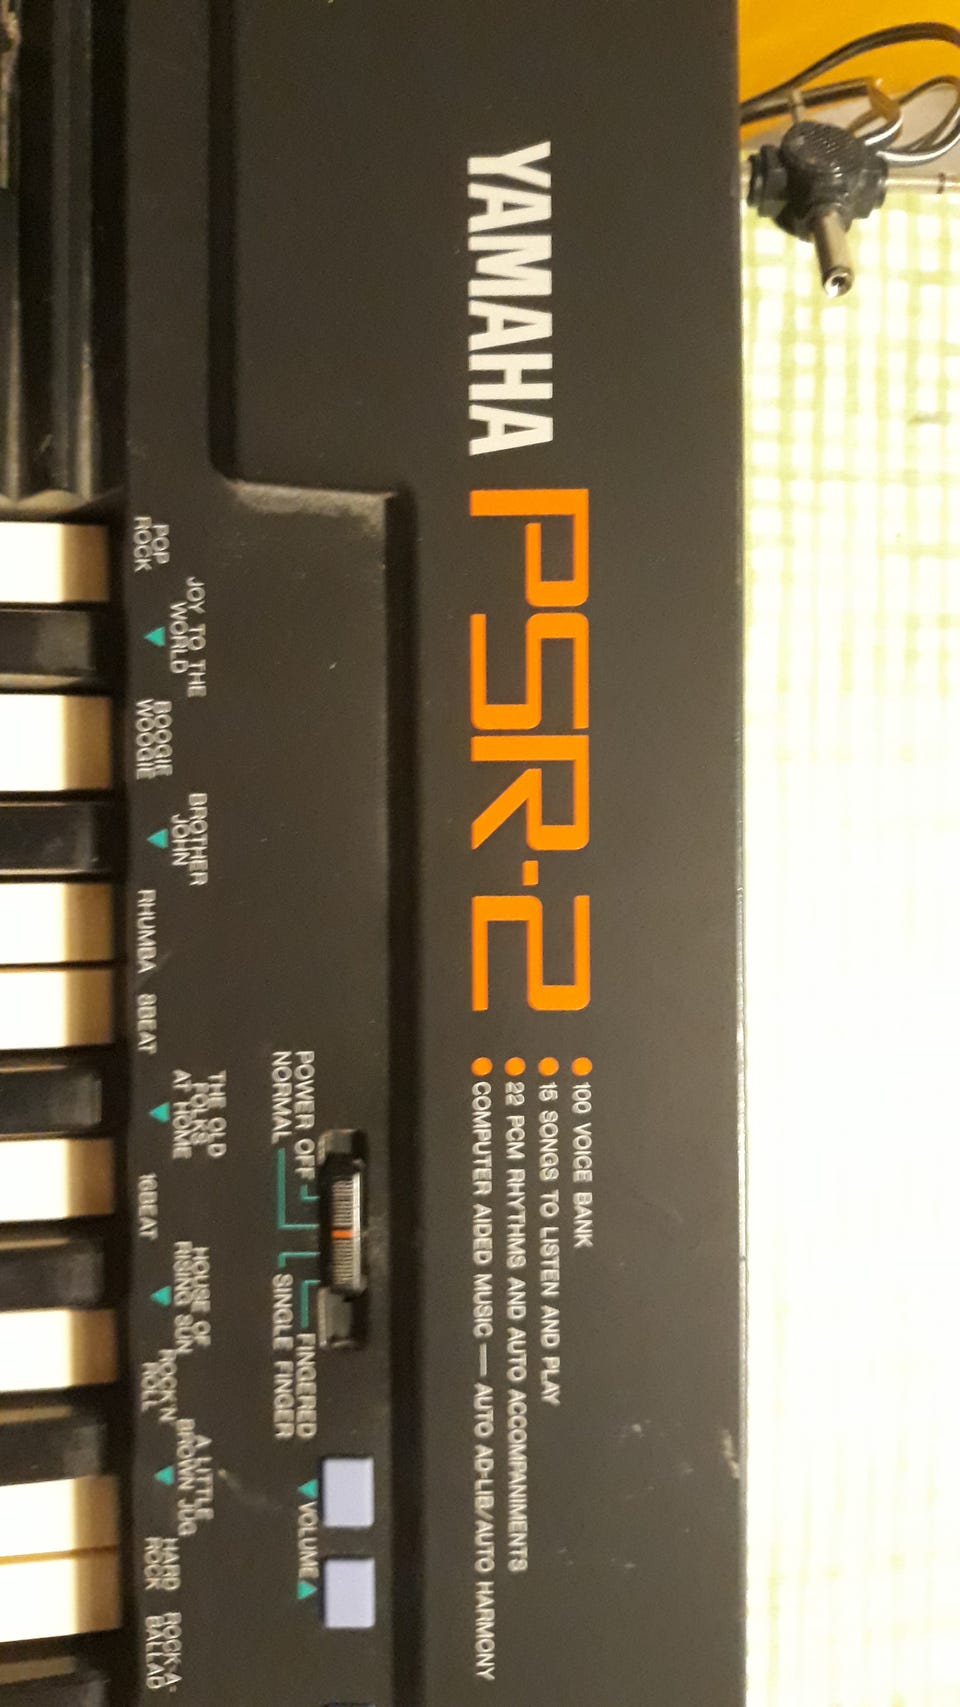 YAMAHA PSR-2
100 VOICE BANK
15 SONGS TO LISTEN AND PLAY
22 PCM RHYTHMS AND AUTO ACCOMPANIMENTS
COMPUTER AIDED MUSIC — AUTO AD-LIB/AUTO HARMONY
POWER OFF
NORMAL
FINGERED
SINGLE FINGER
▼ VOLUME ▲
JOY TO THE
WORLD
▼
BROTHER
JOHN
▼
THE OLD
FOLKS
AT HOME
▼
HOUSE OF
RISING SUN
▼
A LITTLE
BROWN JUG
▼
POP
ROCK
BOOGIE
WOOGIE
RHUMBA
8BEAT
16BEAT
ROCK'N
ROLL
HARD
ROCK
ROCK-A-
BALLAD